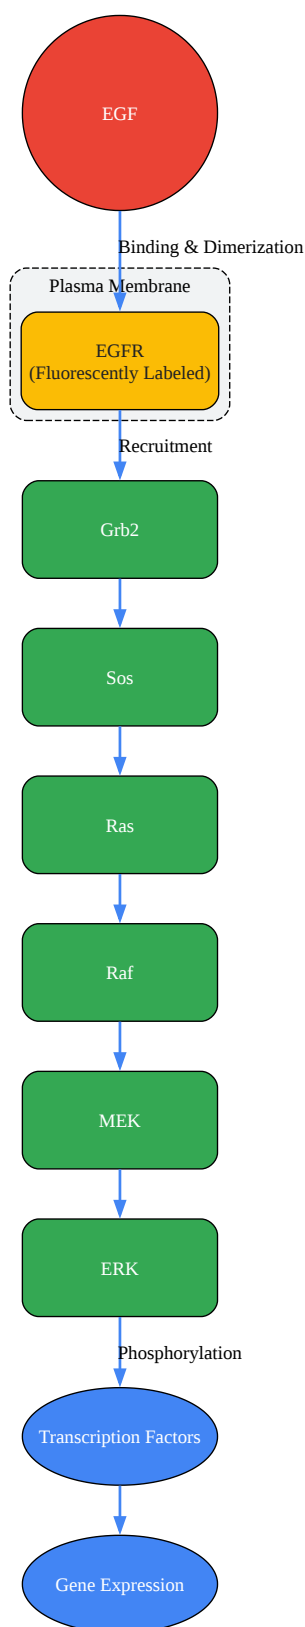 EGF
Binding & Dimerization
Plasma Membrane
EGFR
(Fluorescently Labeled)
Recruitment
Grb2
Sos
Ras
Raf
MEK
ERK
Phosphorylation
Transcription Factors
Gene Expression